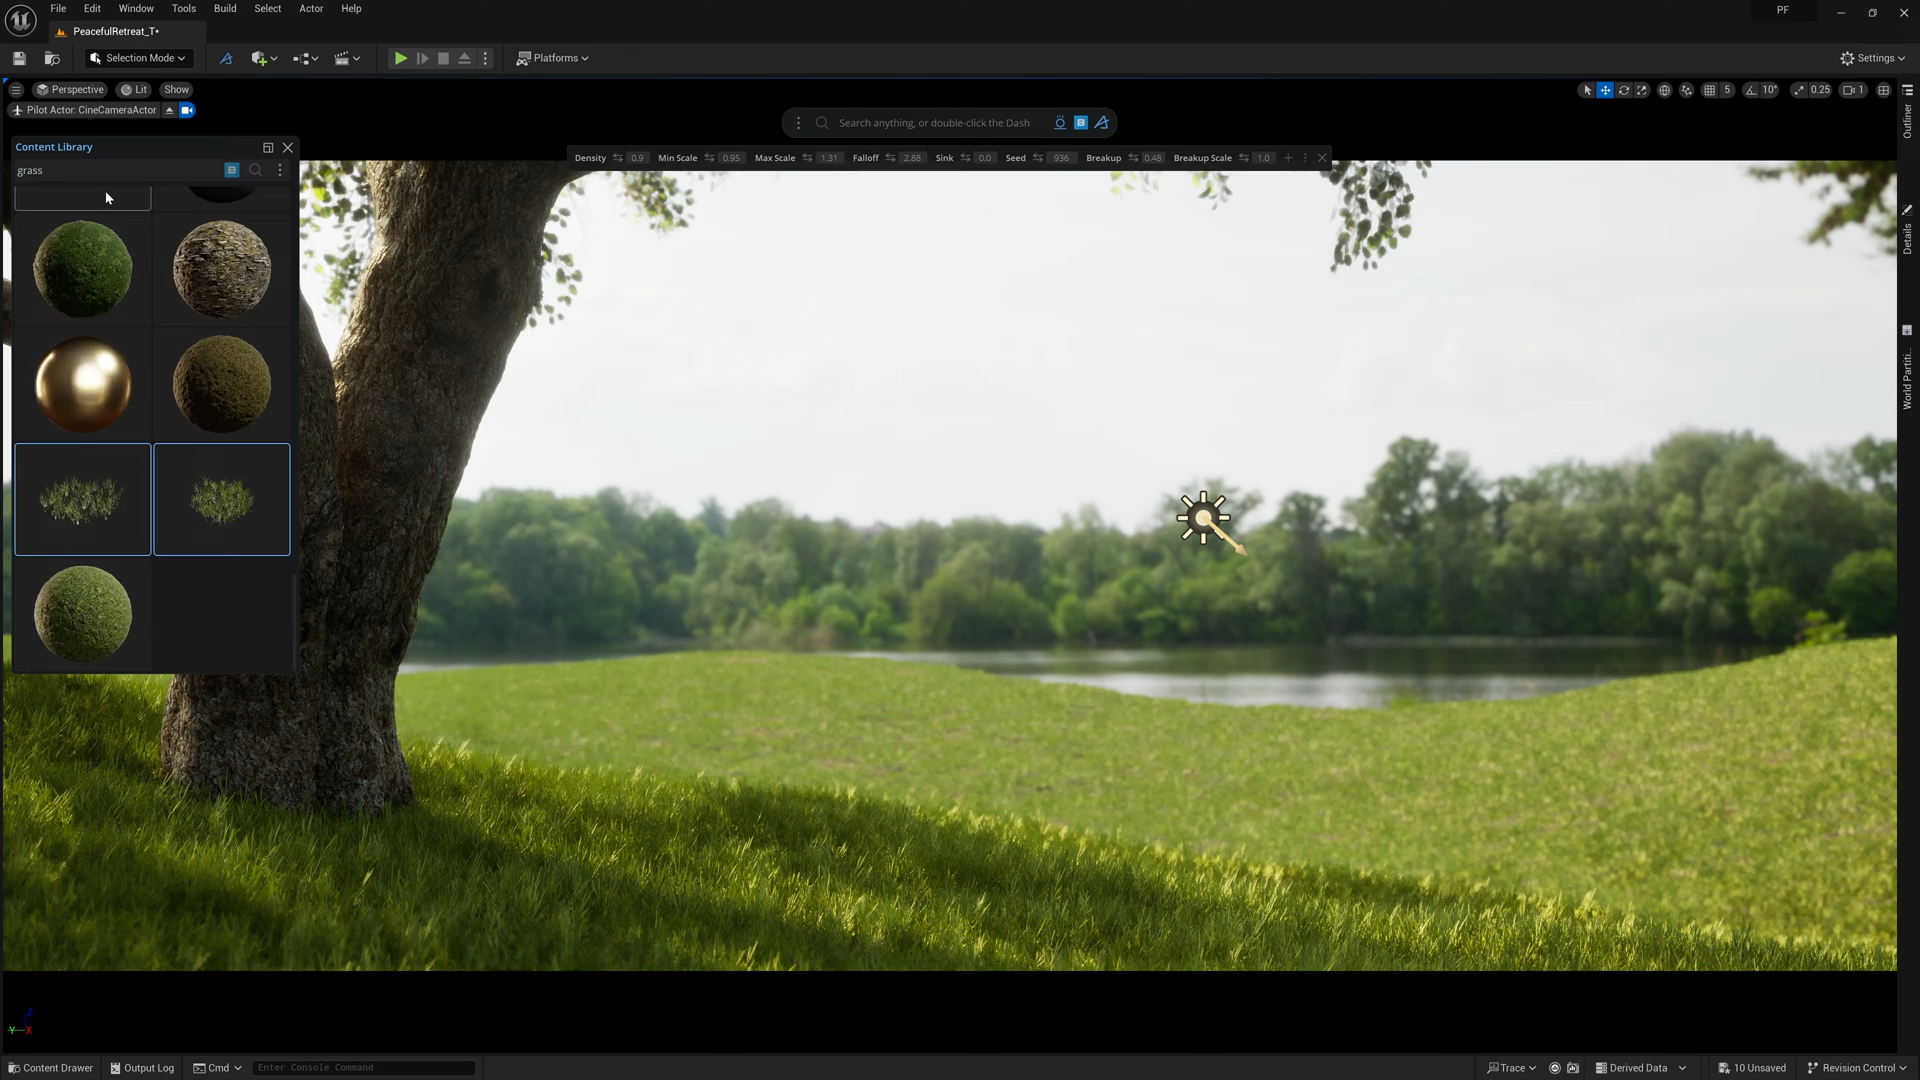 File Edit Window Tools Build Select Actor Help
PF
PeacefulRetreat_T*
Selection Mode
Platforms
Settings
Perspective Lit Show
5 10° 0.25 1
Pilot Actor: CineCameraActor
Search anything, or double-click the Dash
Outliner
Content Library
Density 0.9 Min Scale 0.95 Max Scale 1.31 Falloff 2.88 Sink 0.0 Seed 936 Breakup 0.48 Breakup Scale 1.0
grass
Details
World Partiti...
Z
Y X
Content Drawer Output Log Cmd Enter Console Command
Trace Derived Data 10 Unsaved Revision Control